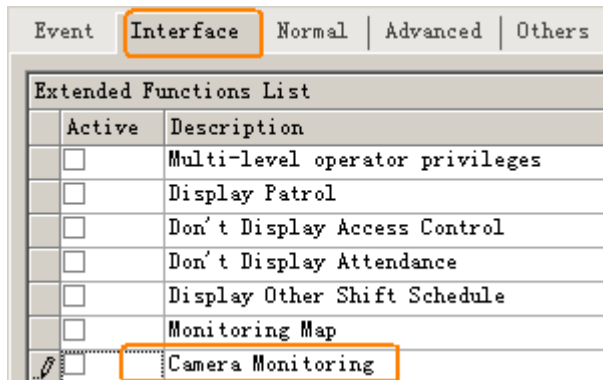 Event Interface Normal Advanced Others
Extended Functions List
Active Description
Multi-level operator privileges
Display Patrol
Don't Display Access Control
Don't Display Attendance
Display Other Shift Schedule
Monitoring Map
Camera Monitoring